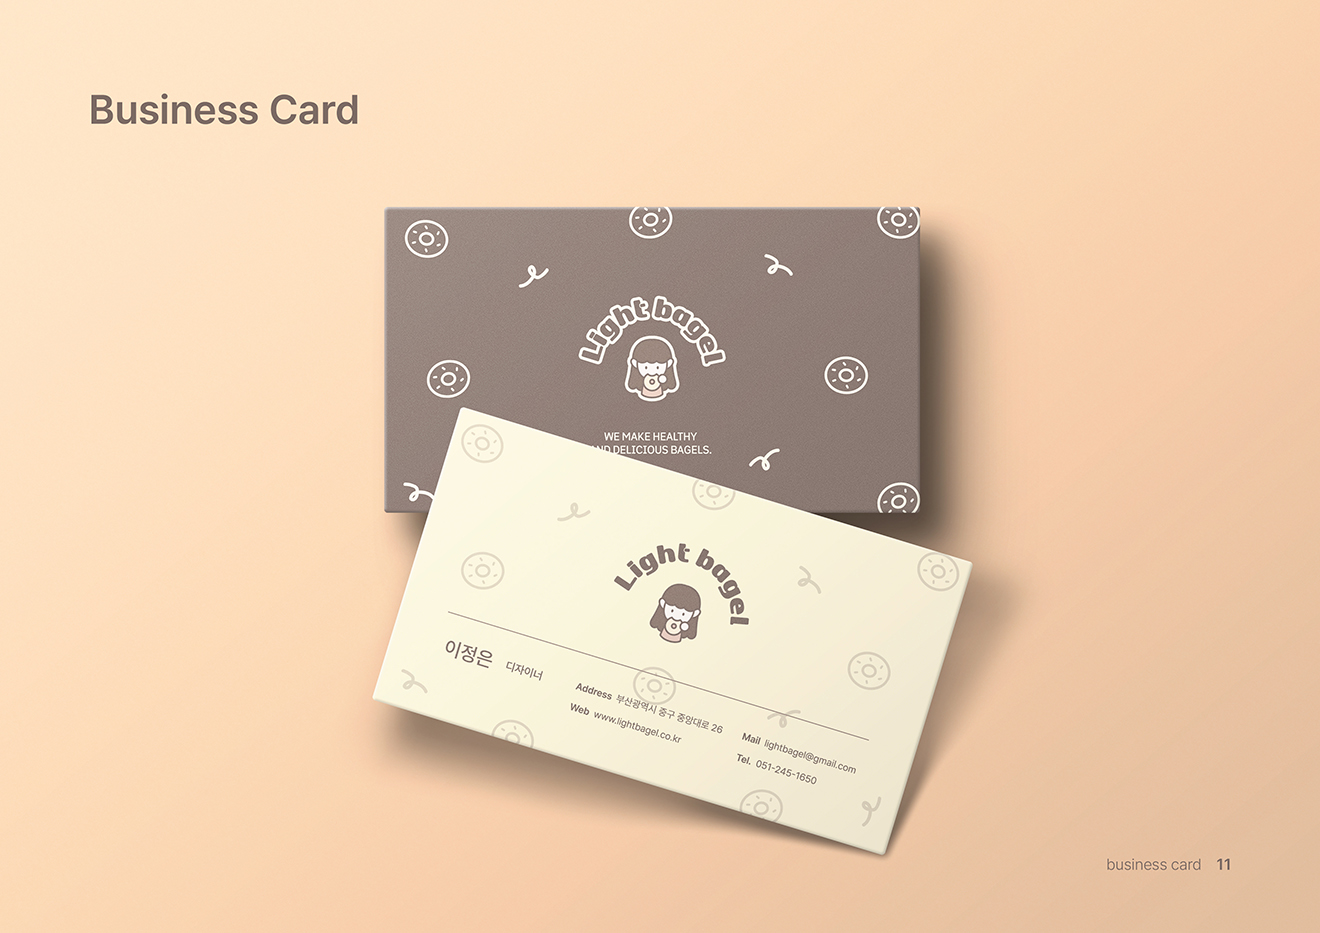 Business Card
Light bagel
WE MAKE HEALTHY
DELICIOUS BAGELS.
Light bagel
이정은 디자이너
Address 부산광역시 중구 중앙대로 26
Web www.lightbagel.co.kr
Mail lightbagel@gmail.com
Tel. 051-245-1650
business card 11